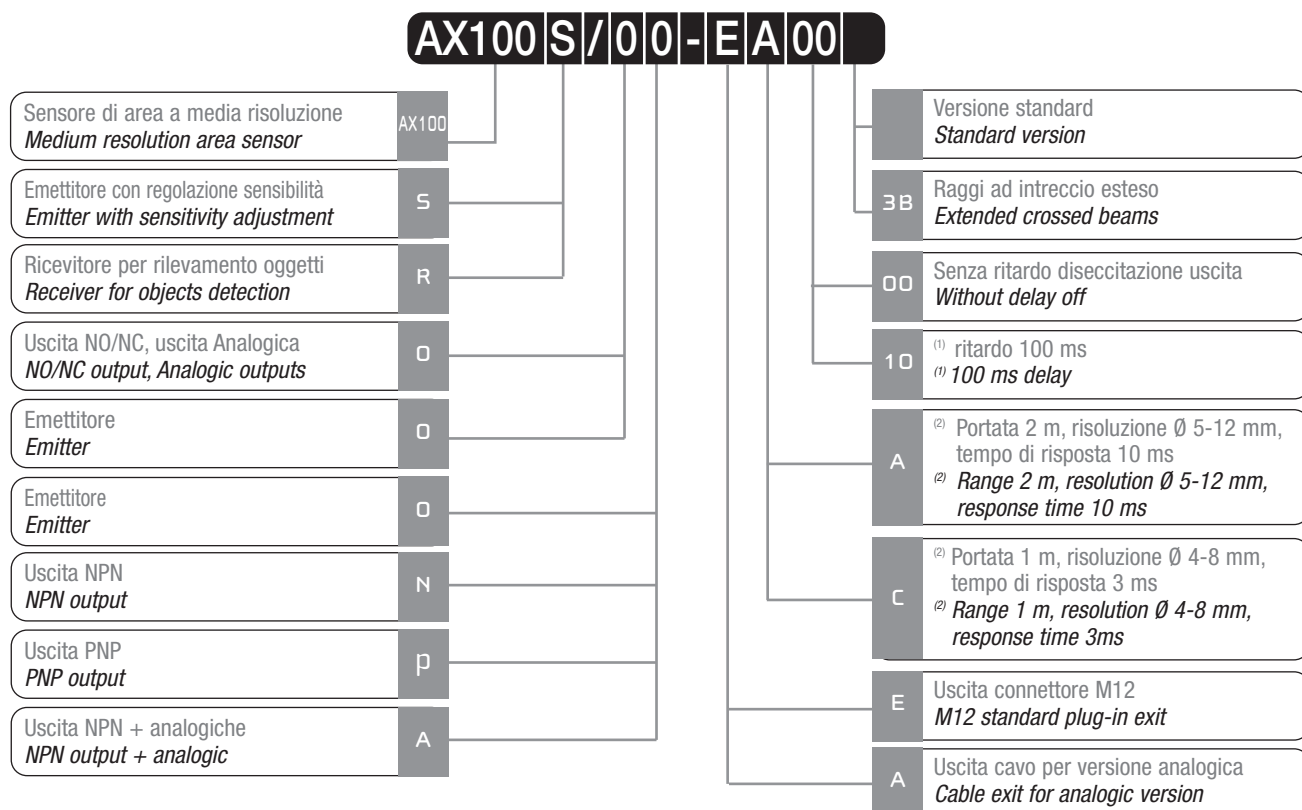 AX100S/00-EA00
Sensore di area a media risoluzione
Medium resolution area sensor
AX100
Emettitore con regolazione sensibilità
Emitter with sensitivity adjustment
S
Ricevitore per rilevamento oggetti
Receiver for objects detection
R
Uscita NO/NC, uscita Analogica
NO/NC output, Analogic outputs
0
Emettitore
Emitter
0
Emettitore
Emitter
0
Uscita NPN
NPN output
N
Uscita PNP
PNP output
P
Uscita NPN + analogiche
NPN output + analogic
A
Versione standard
Standard version
3B
Raggi ad intreccio esteso
Extended crossed beams
00
Senza ritardo diseccitazione uscita
Without delay off
10
(1) ritardo 100 ms
(1) 100 ms delay
A
(2) Portata 2 m, risoluzione Ø 5-12 mm,
tempo di risposta 10 ms
(2) Range 2 m, resolution Ø 5-12 mm,
response time 10 ms
C
(2) Portata 1 m, risoluzione Ø 4-8 mm,
tempo di risposta 3 ms
(2) Range 1 m, resolution Ø 4-8 mm,
response time 3ms
E
Uscita connettore M12
M12 standard plug-in exit
A
Uscita cavo per versione analogica
Cable exit for analogic version